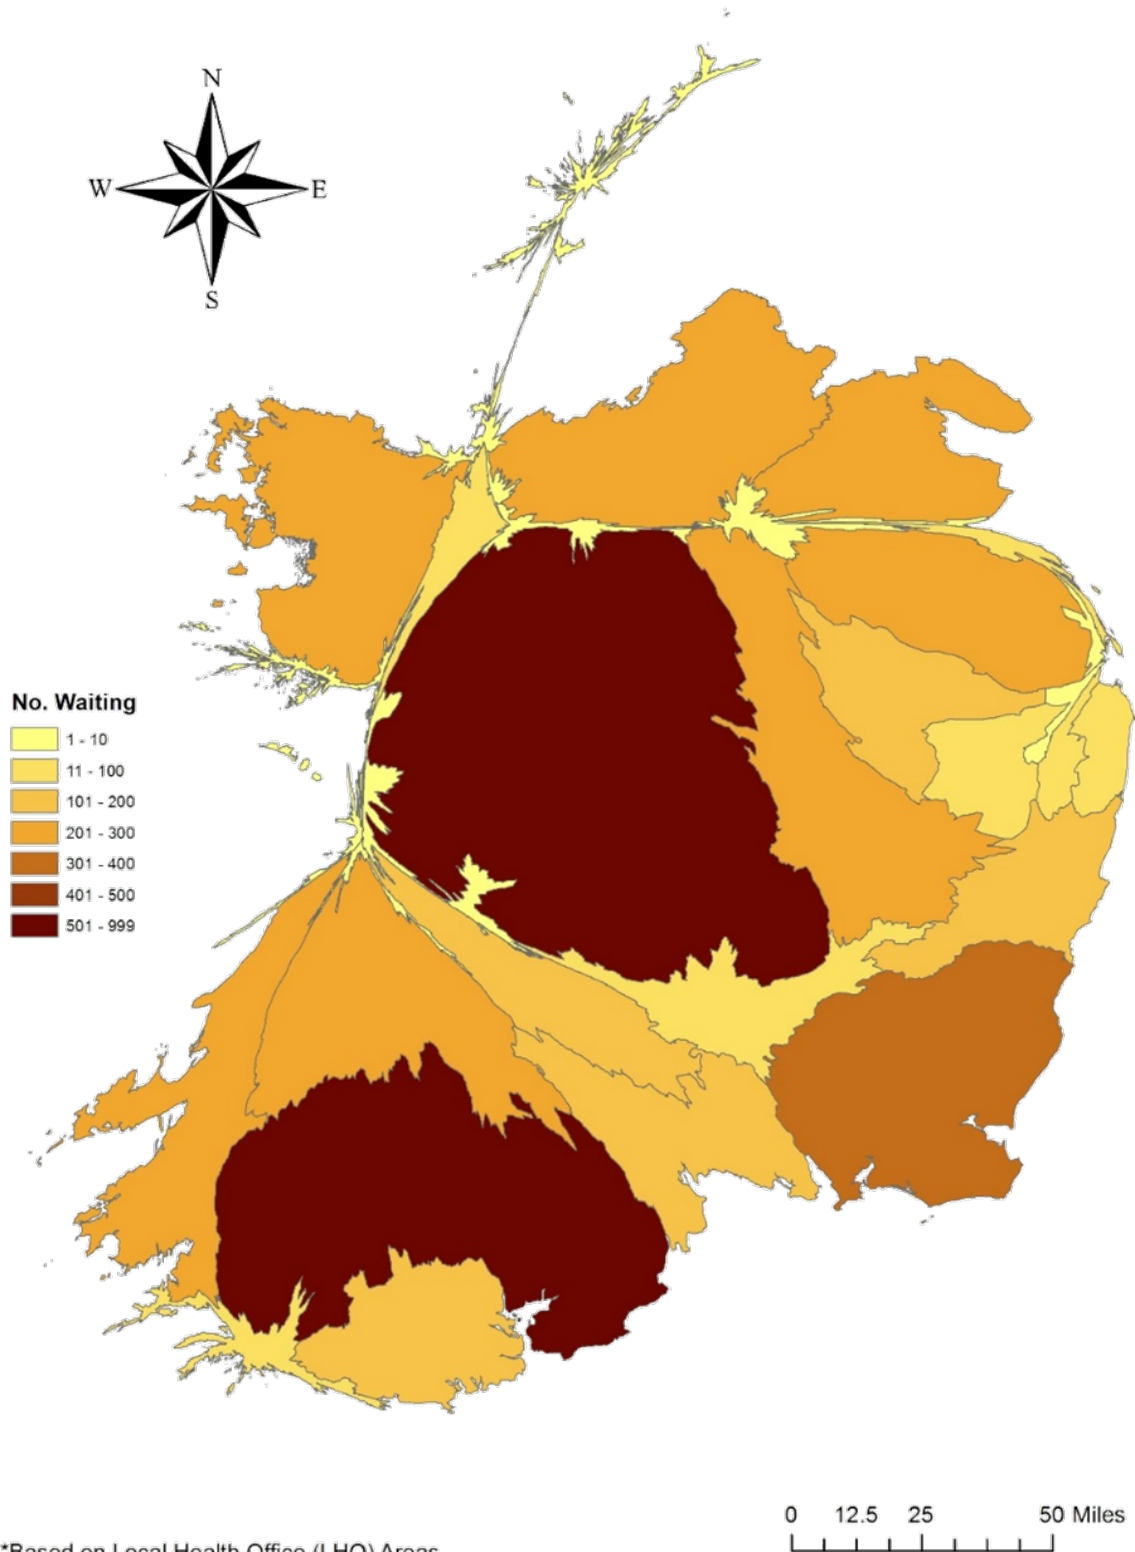 N
W E
S
No. Waiting
1 - 10
11 - 100
101 - 200
201 - 300
301 - 400
401 - 500
501 - 999
0 12.5 25 50 Miles
*Based on Local Health Office (LHO) Areas